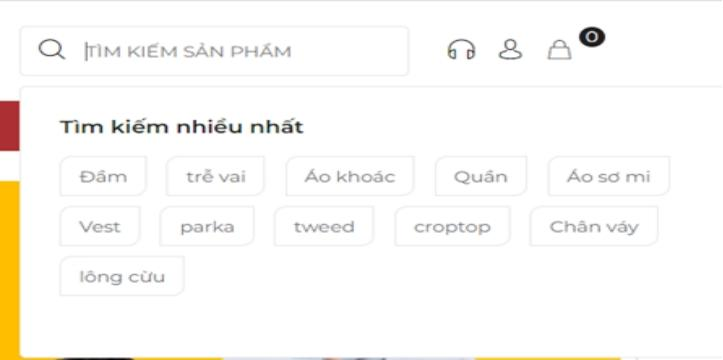 TÌM KIẾM SẢN PHẨM
0
Tìm kiếm nhiều nhất
Đầm trễ vai Áo khoác Quần Áo sơ mi
Vest parka tweed croptop Chân váy
lông cừu